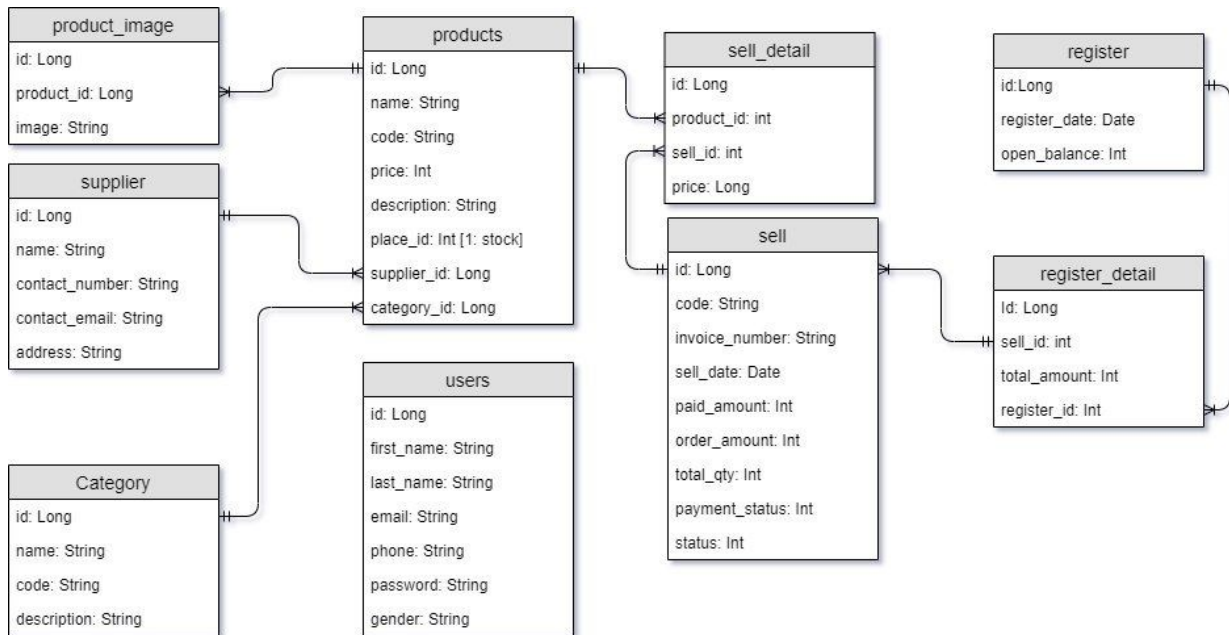 product_image
id: Long
product_id: Long
image: String
supplier
id: Long
name: String
contact_number: String
contact_email: String
address: String
Category
id: Long
name: String
code: String
description: String
products
id: Long
name: String
code: String
price: Int
description: String
place_id: Int [1: stock]
supplier_id: Long
category_id: Long
users
id: Long
first_name: String
last_name: String
email: String
phone: String
password: String
gender: String
sell_detail
id: Long
product_id: int
sell_id: int
price: Long
sell
id: Long
code: String
invoice_number: String
sell_date: Date
paid_amount: Int
order_amount: Int
total_qty: Int
payment_status: Int
status: Int
register
id:Long
register_date: Date
open_balance: Int
register_detail
Id: Long
sell_id: int
total_amount: Int
register_id: Int